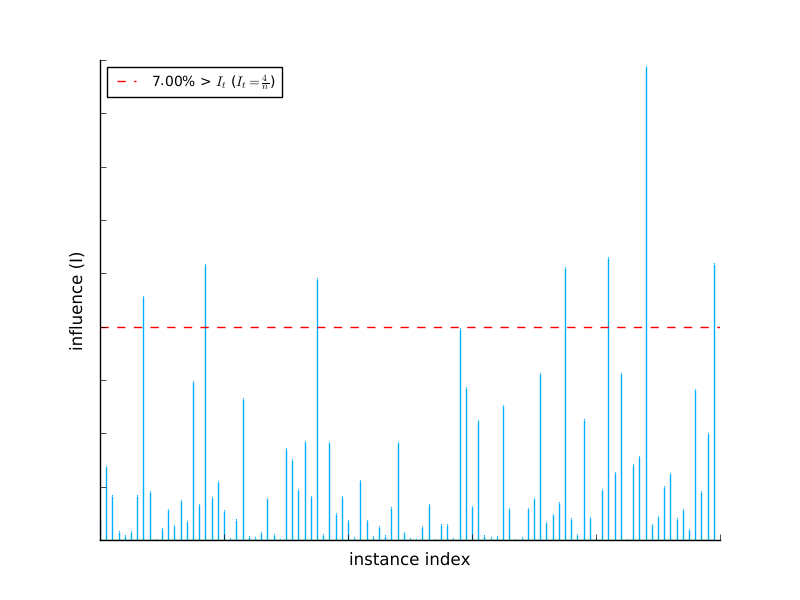 7.00% > I_t (I_t = 4/n)
influence (I)
instance index